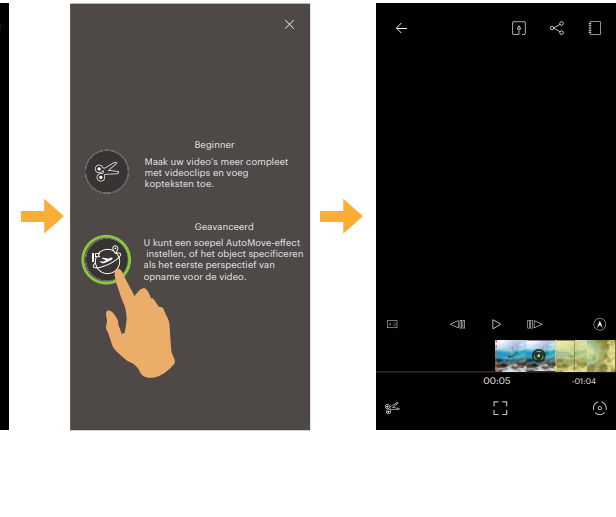 Beginner
Maak uw video's meer compleet
met videoclips en voeg
kopteksten toe.
Geavanceerd
U kunt een soepel AutoMove-effect
instellen, of het object specificeren
als het eerste perspectief van
opname voor de video.
00:05
-01:04